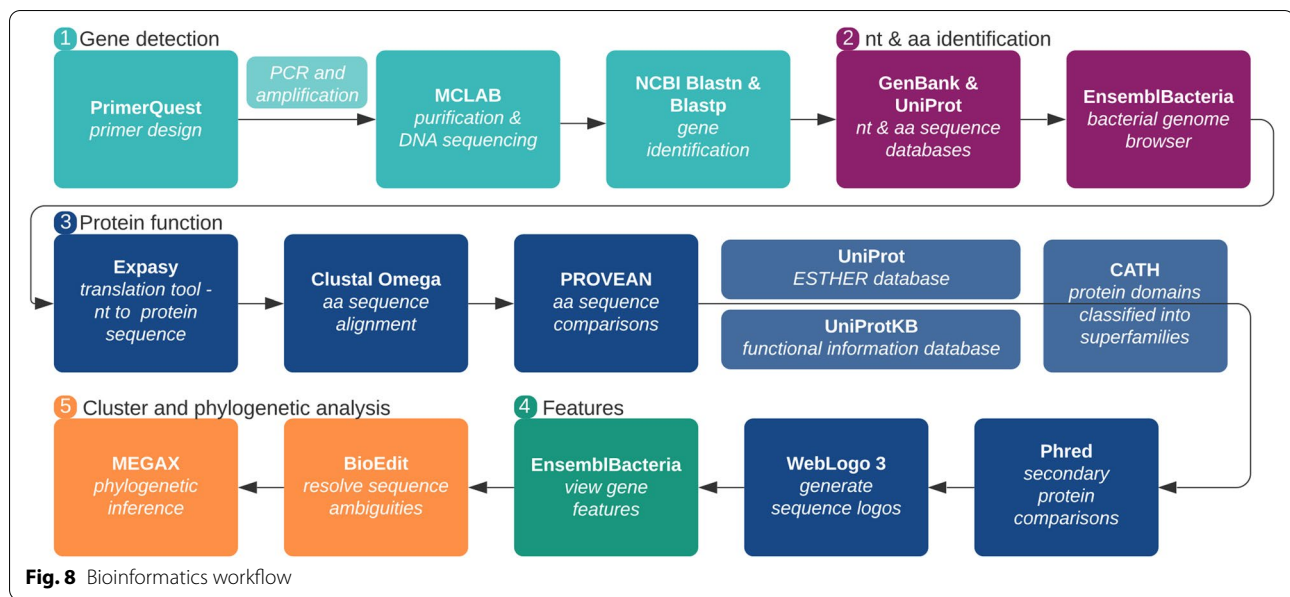 1 Gene detection
PrimerQuest
primer design
PCR and
amplification
MCLAB
purification &
DNA sequencing
NCBI Blastn &
Blastp
gene
identification
2 nt & aa identification
GenBank &
UniProt
nt & aa sequence
databases
EnsemblBacteria
bacterial genome
browser
3 Protein function
Expasy
translation tool -
nt to protein
sequence
Clustal Omega
aa sequence
alignment
PROVEAN
aa sequence
comparisons
UniProt
ESTHER database
UniProtKB
functional information database
CATH
protein domains
classified into
superfamilies
5 Cluster and phylogenetic analysis
MEGAX
phylogenetic
inference
BioEdit
resolve sequence
ambiguities
4 Features
EnsemblBacteria
view gene
features
WebLogo 3
generate
sequence logos
Phred
secondary
protein
comparisons
Fig. 8 Bioinformatics workflow